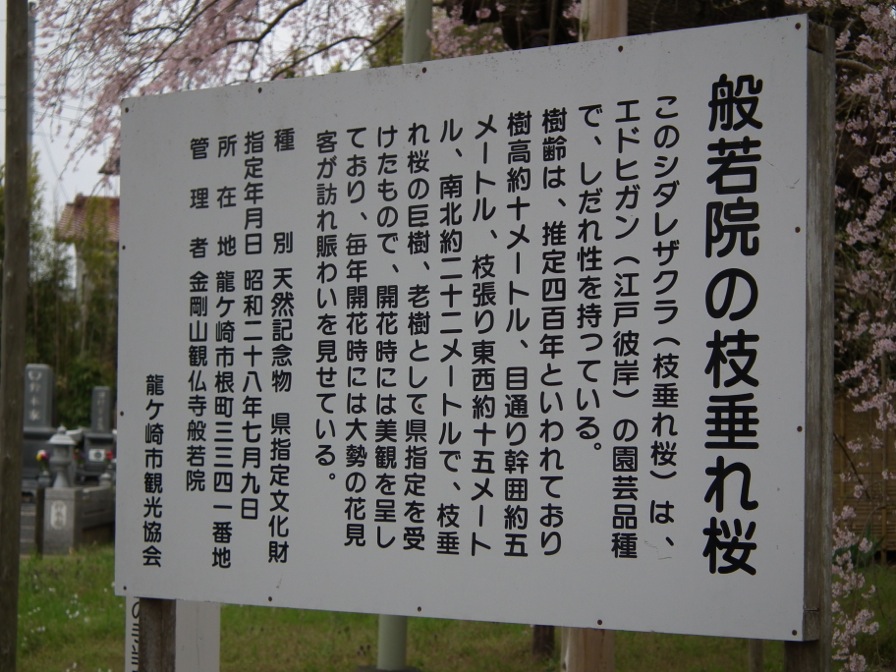 般若院の枝垂れ桜
このシダレザクラ（枝垂れ桜）は、
エドヒガン（江戸彼岸）の園芸品種
で、しだれ性を持っている。
樹齢は、推定四百年といわれており
樹高約十メートル、目通り幹囲約五
メートル、枝張り東西約十五メート
ル、南北約二十二メートルで、枝垂
れ桜の巨樹、老樹として県指定を受
けたもので、開花時には美観を呈し
ており、毎年開花時には大勢の花見
客が訪れ賑わいを見せている。
種別 天然記念物 県指定文化財
指定年月日 昭和二十八年七月九日
所在地 龍ケ崎市根町三三四一番地
管理者 金剛山観仏寺般若院
龍ケ崎市観光協会